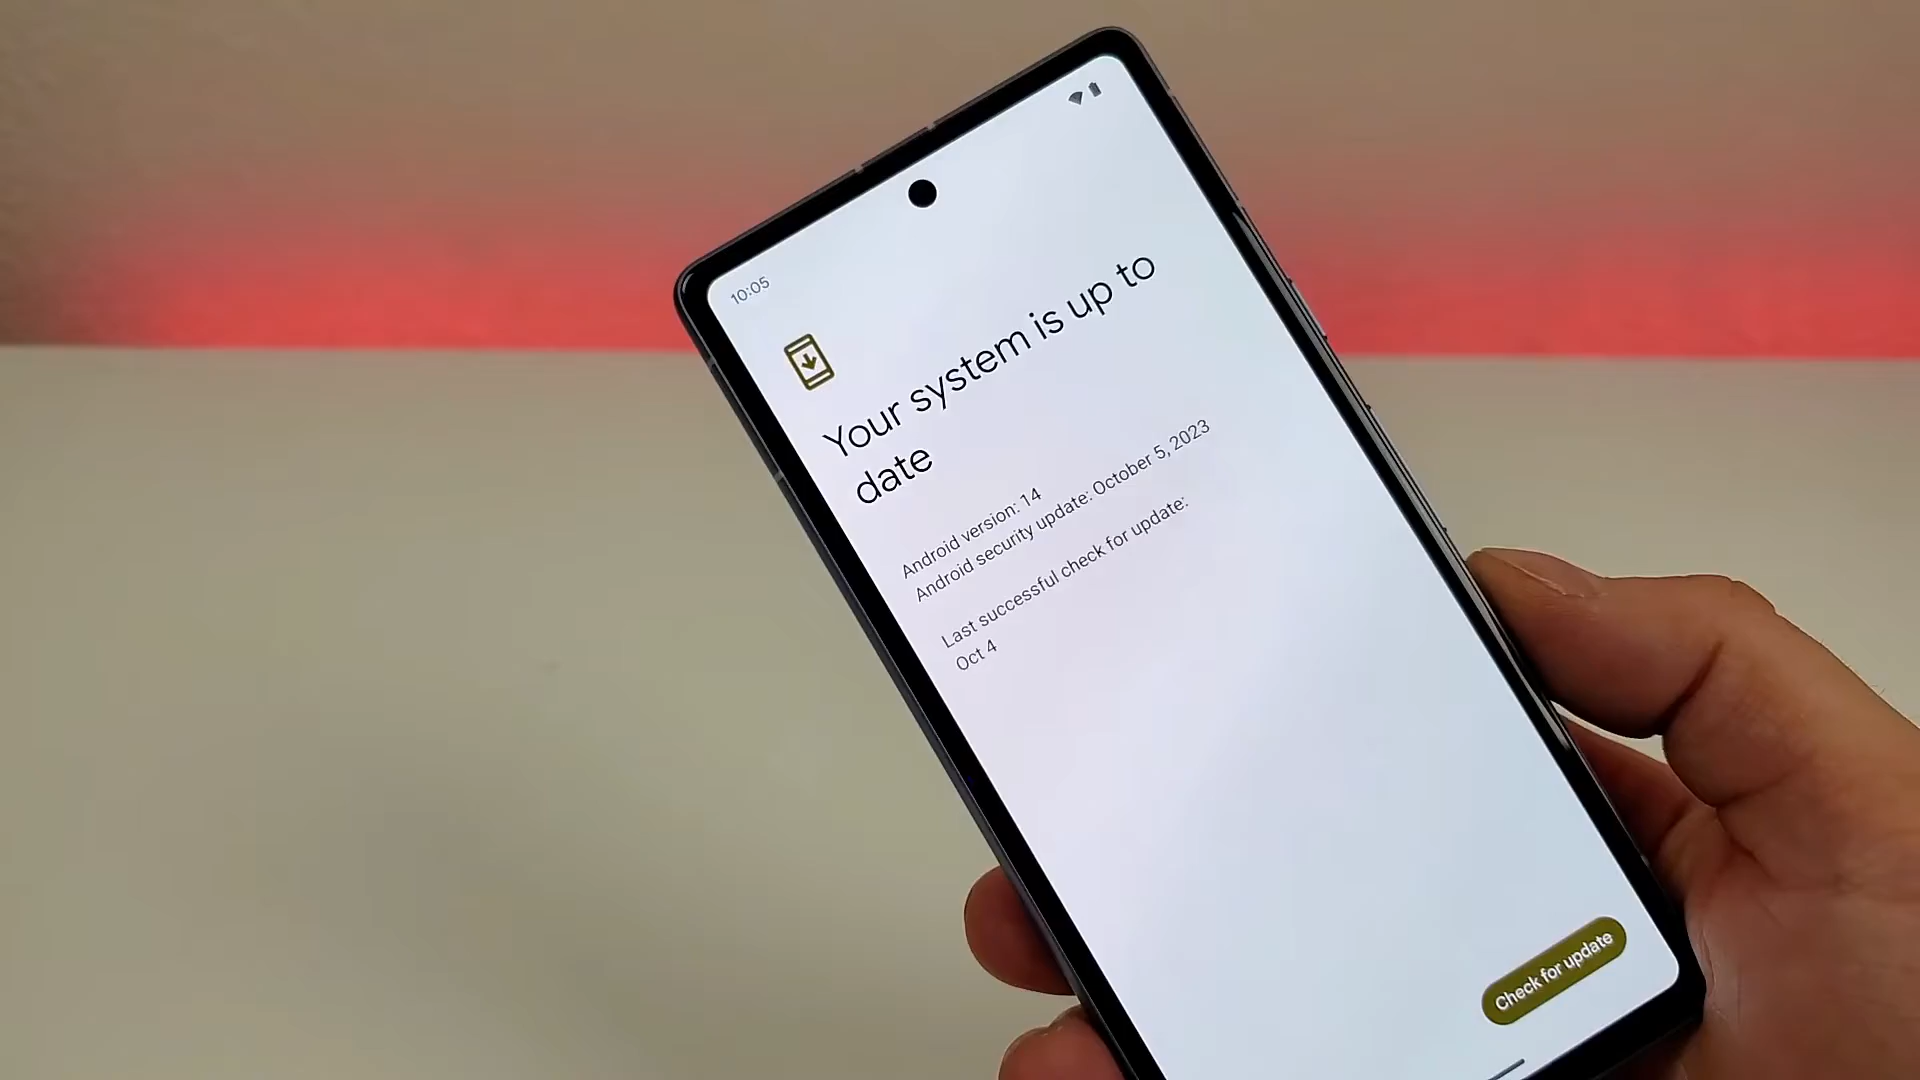 10:05
Your system is up to
date
Android version: 14
Android security update: October 5, 2023
Last successful check for update:
Oct 4
Check for update